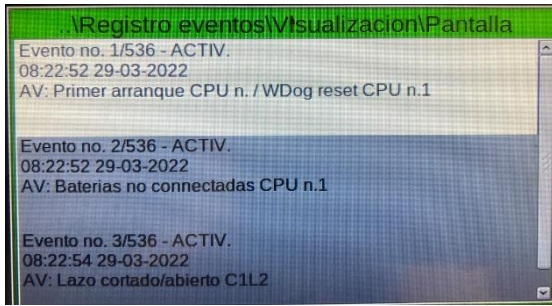 ..\Registro eventos\Visualizacion\Pantalla
Evento no. 1/536 - ACTIV.
08:22:52 29-03-2022
AV: Primer arranque CPU n. / WDog reset CPU n.1
Evento no. 2/536 - ACTIV.
08:22:52 29-03-2022
AV: Baterias no connectadas CPU n.1
Evento no. 3/536 - ACTIV.
08:22:54 29-03-2022
AV: Lazo cortado/abierto C1L2